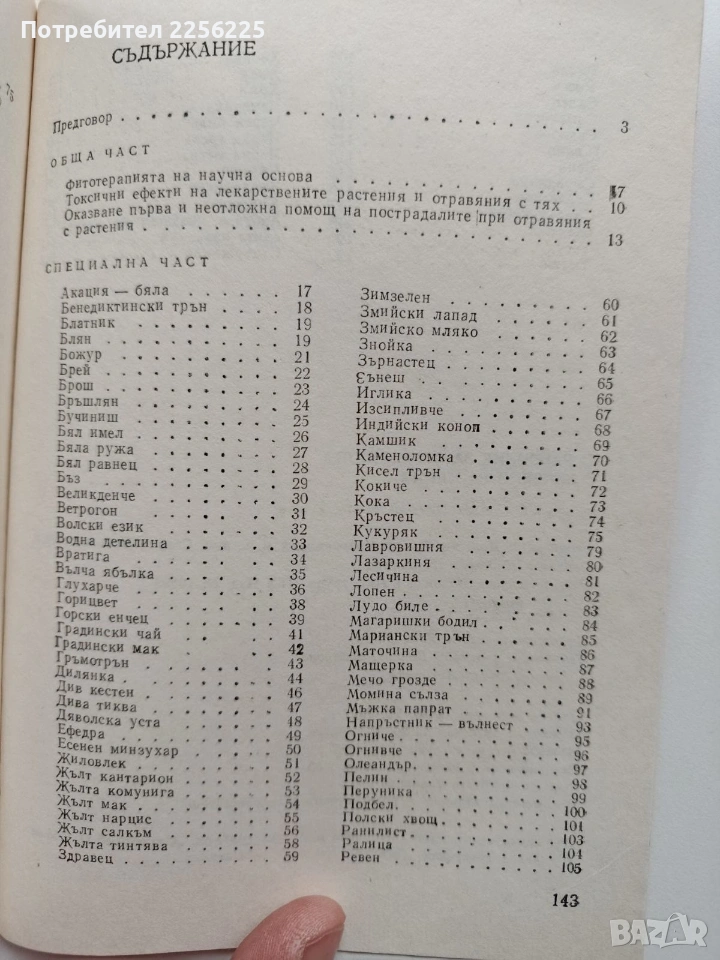 Потребител 2256225
СЪДЪРЖАНИЕ
Предговор . . . 3
ОБЩА ЧАСТ
Фитотерапията на научна основа . . . 7
Токсични ефекти на лекарствените растения и отравяния с тях . . 10
Оказване първа и неотложна помощ на пострадалите при отравяния
с растения . . . 13
СПЕЦИАЛНА ЧАСТ
Акация — бяла . . . 17
Бенедиктински трън . . . 18
Блатник . . . 19
Блян . . . 19
Божур . . . 21
Брей . . . 22
Брош . . . 23
Бръшлян . . . 24
Бучиниш . . . 25
Бял имел . . . 26
Бяла ружа . . . 27
Бял равнец . . . 28
Бъз . . . 29
Великденче . . . 30
Ветрогон . . . 31
Волски език . . . 32
Водна детелина . . . 33
Вратига . . . 34
Вълча ябълка . . . 35
Глухарче . . . 36
Горицвет . . . 38
Горски енчец . . . 39
Градински чай . . . 41
Градински мак . . . 42
Гръмотрън . . . 43
Дилянка . . . 44
Див кестен . . . 46
Дива тиква . . . 47
Дяволска уста . . . 48
Ефедра . . . 49
Есенен минзухар . . . 50
Жиловлек . . . 51
Жълт кантарион . . . 52
Жълта комунига . . . 53
Жълт мак . . . 54
Жълт нарцис . . . 55
Жълт салкъм . . . 56
Жълта тинтява . . . 58
Здравец . . . 59
Зимзелен . . . 60
Змийски лапад . . . 61
Змийско мляко . . . 62
Знойка . . . 63
Зърнастец . . . 64
Зънеш . . . 65
Иглика . . . 66
Изсипливче . . . 67
Индийски коноп . . . 68
Камшик . . . 69
Каменоломка . . . 70
Кисел трън . . . 71
Кокиче . . . 72
Кока . . . 73
Кръстец . . . 74
Кукуряк . . . 75
Лавровишня . . . 79
Лазаркиня . . . 80
Лесичина . . . 81
Лопен . . . 82
Лудо биле . . . 83
Магаришки бодил . . . 84
Мариански трън . . . 85
Маточина . . . 86
Мащерка . . . 87
Мечо грозде . . . 88
Момина сълза . . . 89
Мъжка папрат . . . 91
Напръстник — вълнест . . . 93
Огниче . . . 95
Огнивче . . . 96
Олеандър . . . 97
Пелин . . . 98
Перуника . . . 99
Подбел . . . 100
Полски хвощ . . . 101
Ранилист . . . 103
Ралица . . . 104
Ревен . . . 105
143
BAZAR